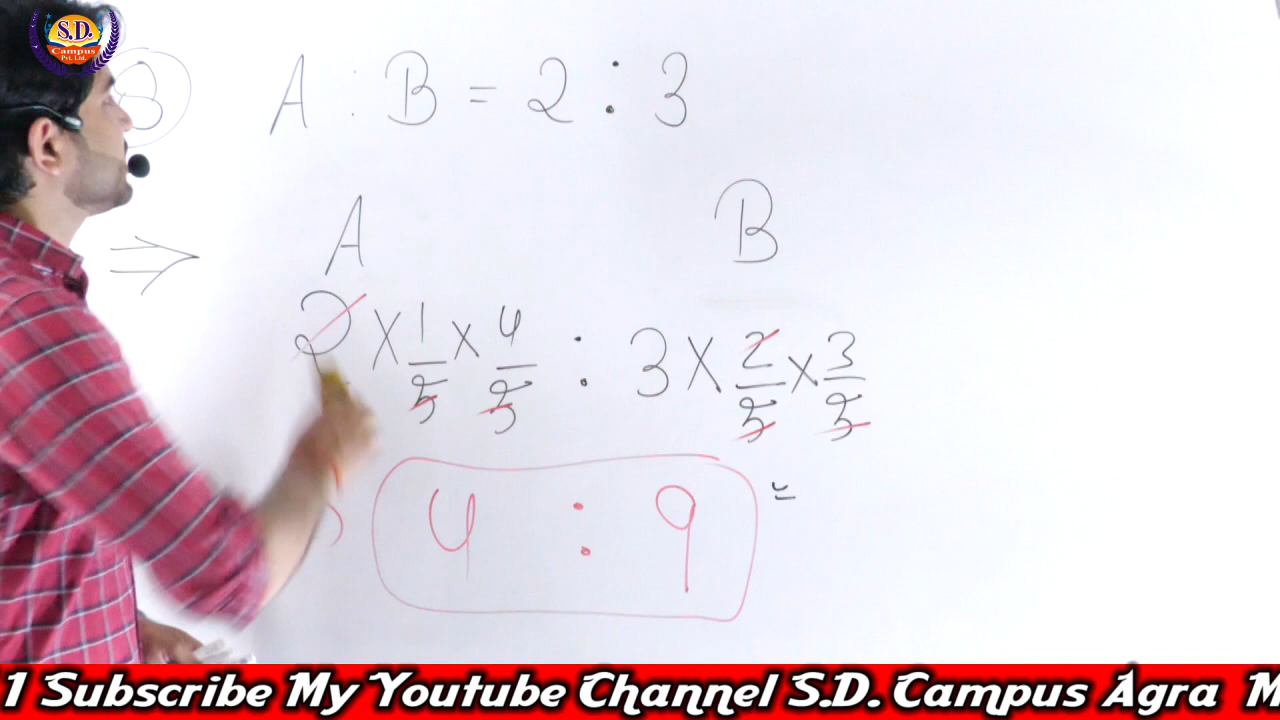 S.D.
Campus
Pvt. Ltd.
8 A : B = 2 : 3
⇒ A B
2 × 1/5 × 4/5 : 3 × 2/5 × 3/5
4 : 9 =
1 Subscribe My Youtube Channel S.D. Campus Agra M